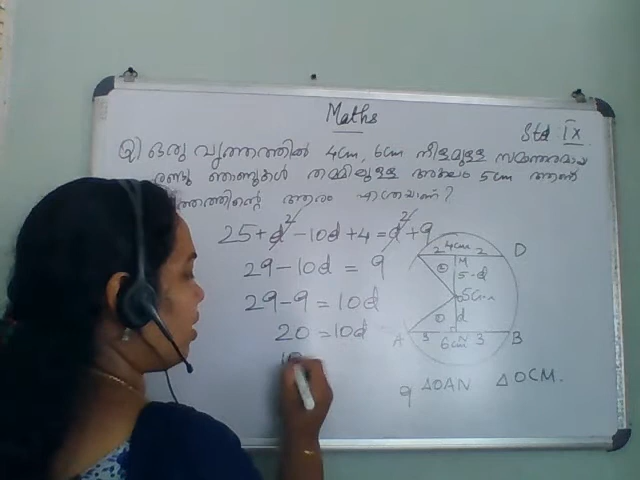 Maths
Std IX
Q) ഒരു വൃത്തത്തിൽ 4cm, 6cm നീളമുള്ള സമാന്തരമായ
രണ്ടു ഞാണുകൾ തമ്മിലുള്ള അകലം 5cm ആണ്
ആരം എത്രയാണ്?
25+d² -10d +4 = d² +9
29-10d = 9
29-9 = 10d
20 = 10d
10
4cm
2 2 D
M
5-d
5cm
d
A 3 3 B
6cm
9 ΔOAN ΔOCM.